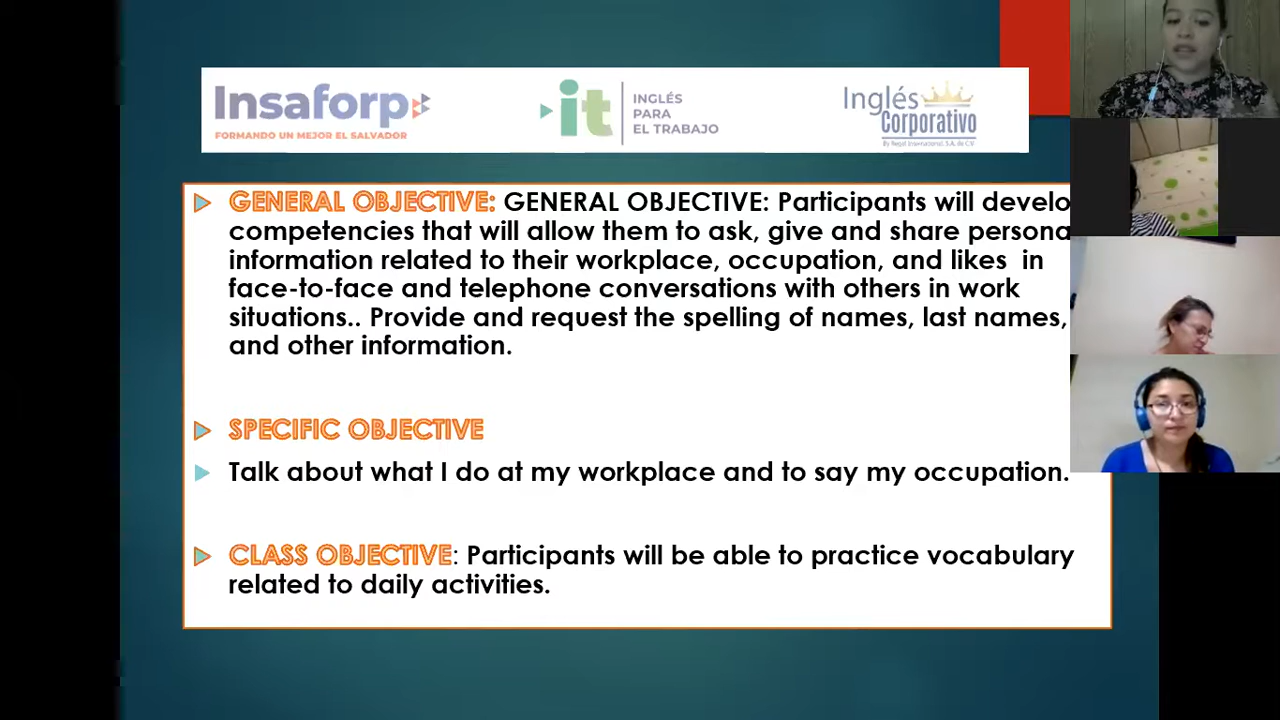 Insaforp
FORMANDO UN MEJOR EL SALVADOR
it
INGLÉS
PARA
EL TRABAJO
Inglés
Corporativo
By Regal International, S.A. de C.V.
GENERAL OBJECTIVE: GENERAL OBJECTIVE: Participants will develo
competencies that will allow them to ask, give and share persona
information related to their workplace, occupation, and likes in
face-to-face and telephone conversations with others in work
situations.. Provide and request the spelling of names, last names,
and other information.
SPECIFIC OBJECTIVE
Talk about what I do at my workplace and to say my occupation.
CLASS OBJECTIVE: Participants will be able to practice vocabulary
related to daily activities.